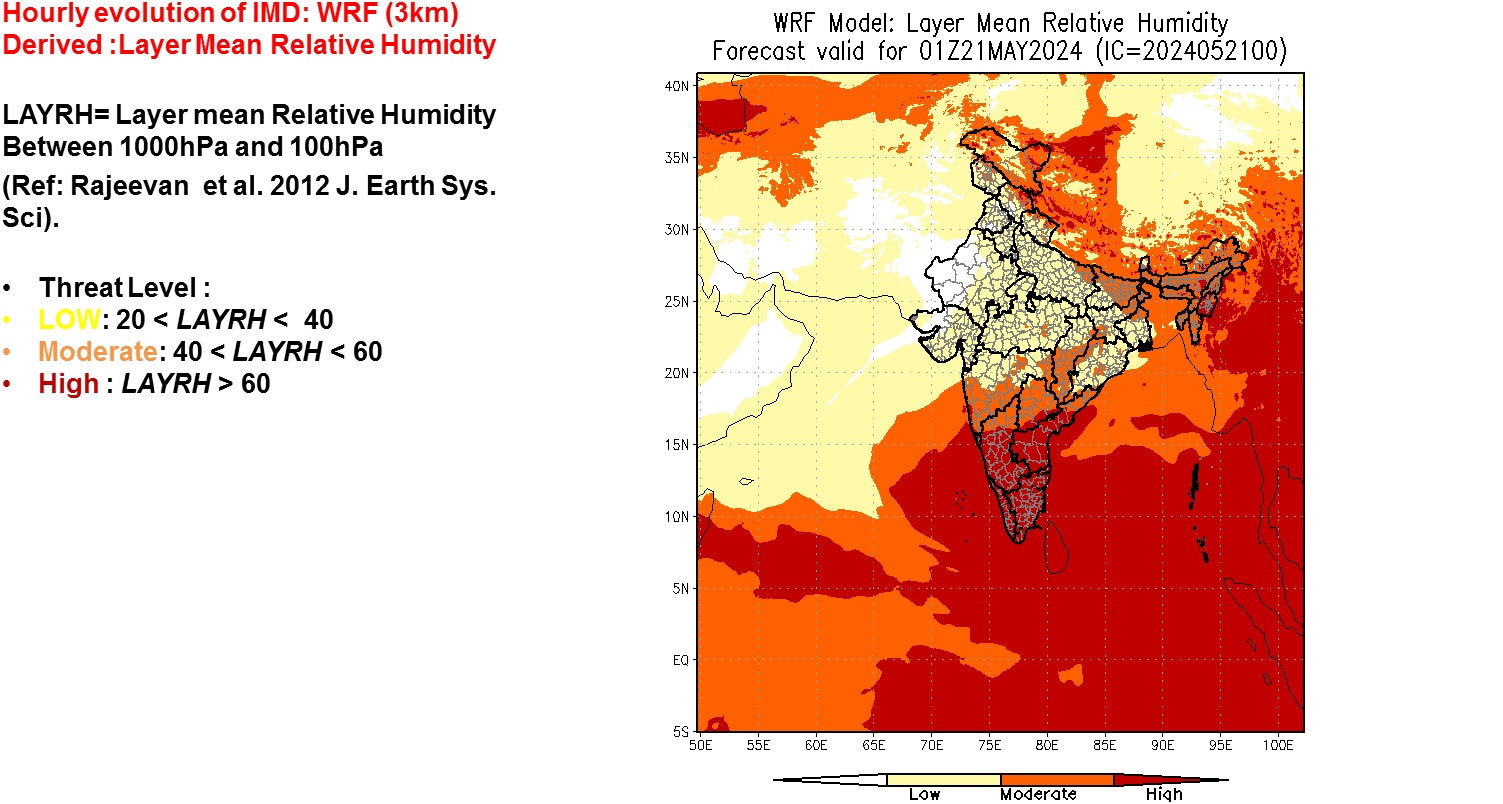 Hourly evolution of IMD: WRF (3km)
Derived :Layer Mean Relative Humidity
LAYRH= Layer mean Relative Humidity
Between 1000hPa and 100hPa
(Ref: Rajeevan et al. 2012 J. Earth Sys.
Sci).
• Threat Level :
• LOW: 20 < LAYRH < 40
• Moderate: 40 < LAYRH < 60
• High : LAYRH > 60
WRF Model: Layer Mean Relative Humidity
Forecast valid for 01Z21MAY2024 (IC=2024052100)
40N
35N
30N
25N
20N
15N
10N
5N
EQ
5S
50E 55E 60E 65E 70E 75E 80E 85E 90E 95E 100E
Low Moderate High